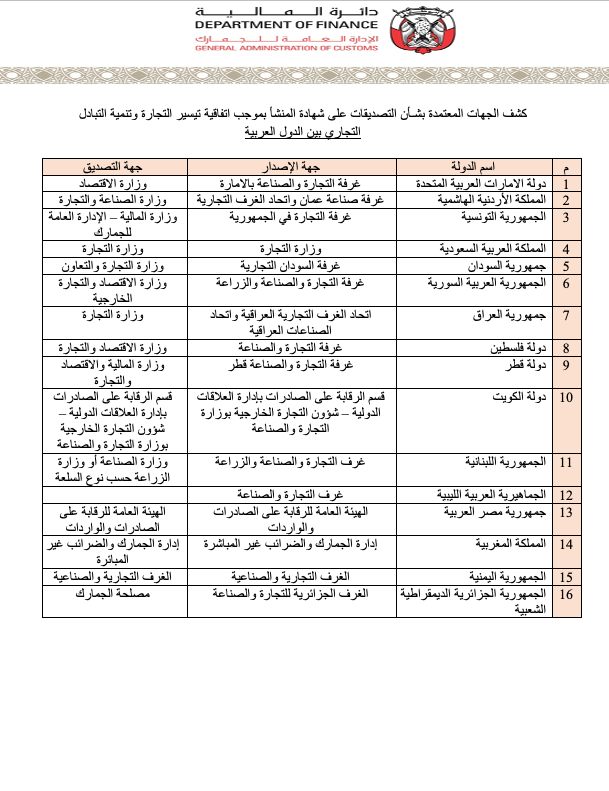 دائرة الـمـالـيـة
DEPARTMENT OF FINANCE
الإدارة الـعـامـة لـلـجـمـارك
GENERAL ADMINISTRATION OF CUSTOMS
كشف الجهات المعتمدة بشأن التصديقات على شهادة المنشأ بموجب اتفاقية تيسير التجارة وتنمية التبادل
التجاري بين الدول العربية
م اسم الدولة جهة الإصدار جهة التصديق
1 دولة الامارات العربية المتحدة غرفة التجارة والصناعة بالامارة وزارة الاقتصاد
2 المملكة الأردنية الهاشمية غرفة صناعة عمان واتحاد الغرف التجارية وزارة الصناعة والتجارة
3 الجمهورية التونسية غرفة التجارة في الجمهورية وزارة المالية – الإدارة العامة
للجمارك
4 المملكة العربية السعودية وزارة التجارة وزارة التجارة
5 جمهورية السودان غرفة السودان التجارية وزارة التجارة والتعاون
6 الجمهورية العربية السورية غرفة التجارة والصناعة والزراعة وزارة الاقتصاد والتجارة
الخارجية
7 جمهورية العراق اتحاد الغرف التجارية العراقية واتحاد وزارة التجارة
الصناعات العراقية
8 دولة فلسطين غرفة التجارة والصناعة وزارة الاقتصاد والتجارة
9 دولة قطر غرفة التجارة والصناعة قطر وزارة المالية والاقتصاد
والتجارة
10 دولة الكويت قسم الرقابة على الصادرات بإدارة العلاقات قسم الرقابة على الصادرات
الدولية – شؤون التجارة الخارجية بوزارة بإدارة العلاقات الدولية –
التجارة والصناعة شؤون التجارة الخارجية
بوزارة التجارة والصناعة
11 الجمهورية اللبنانية غرف التجارة والصناعة والزراعة وزارة الصناعة أو وزارة
الزراعة حسب نوع السلعة
12 الجماهيرية العربية الليبية غرف التجارة والصناعة
13 جمهورية مصر العربية الهيئة العامة للرقابة على الصادرات الهيئة العامة للرقابة على
والواردات الصادرات والواردات
14 المملكة المغربية إدارة الجمارك والضرائب غير المباشرة إدارة الجمارك والضرائب غير
المباثرة
15 الجمهورية اليمنية الغرف التجارية والصناعية الغرف التجارية والصناعية
16 الجمهورية الجزائرية الديمقراطية الغرف الجزائرية للتجارة والصناعة مصلحة الجمارك
الشعبية